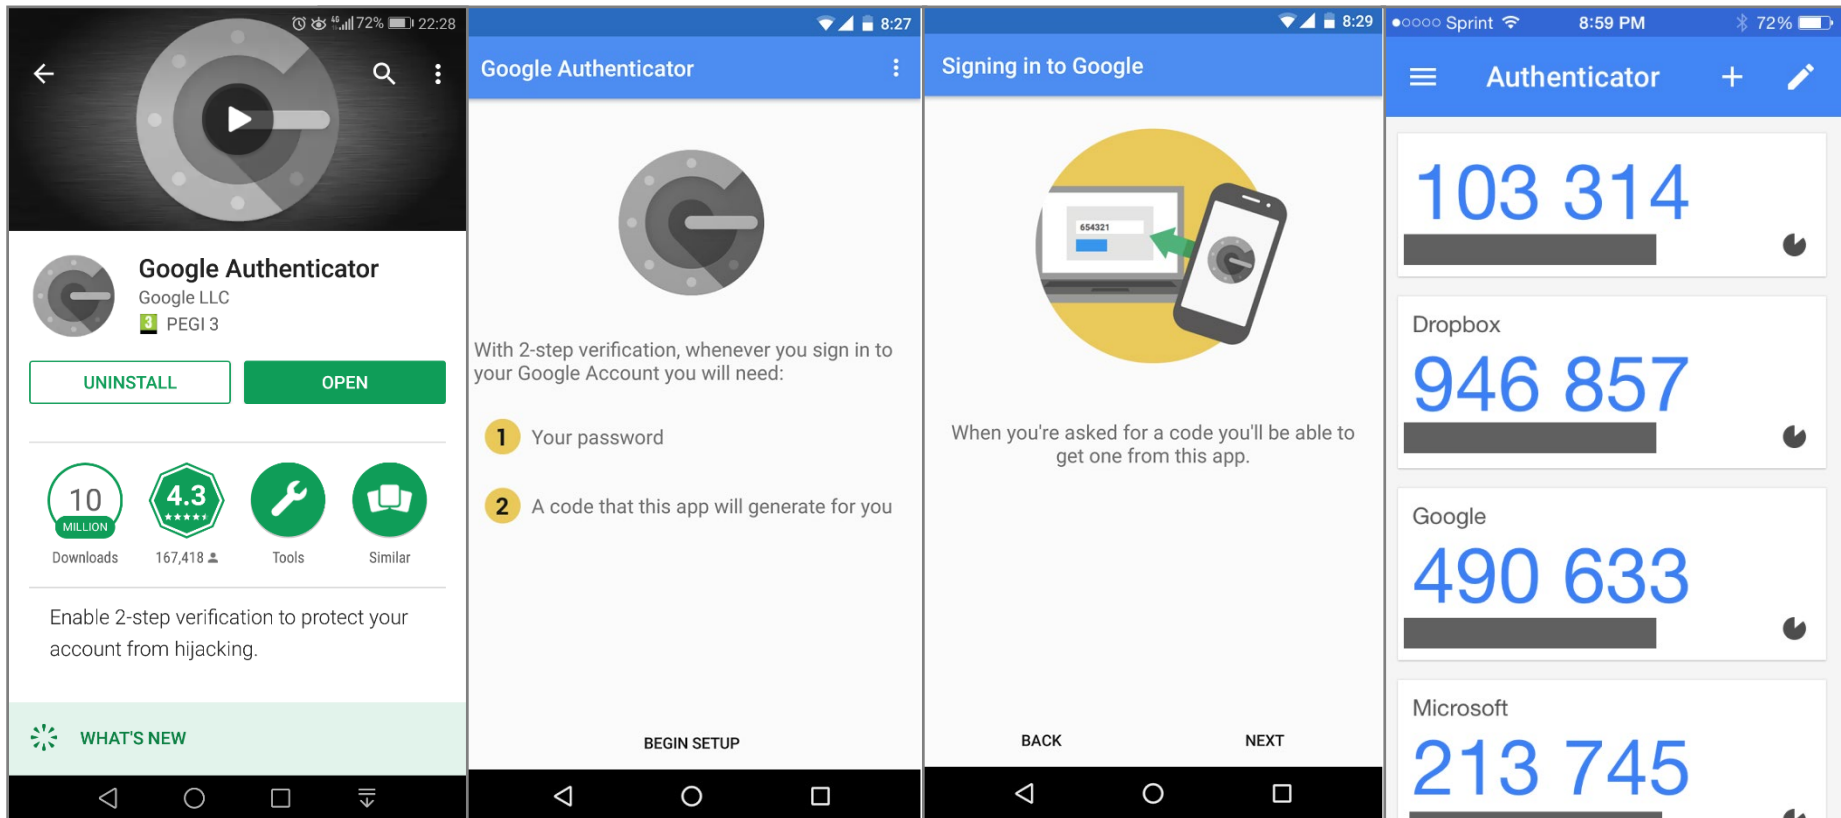 72% 22:28
Google Authenticator
Google LLC
3 PEGI 3
UNINSTALL
OPEN
10
MILLION
4.3
Downloads
167,418
Tools
Similar
Enable 2-step verification to protect your
account from hijacking.
WHAT'S NEW
8:27
Google Authenticator
With 2-step verification, whenever you sign in to
your Google Account you will need:
1 Your password
2 A code that this app will generate for you
BEGIN SETUP
8:29
Signing in to Google
654321
When you're asked for a code you'll be able to
get one from this app.
BACK
NEXT
Sprint 8:59 PM 72%
Authenticator
103 314
Dropbox
946 857
Google
490 633
Microsoft
213 745